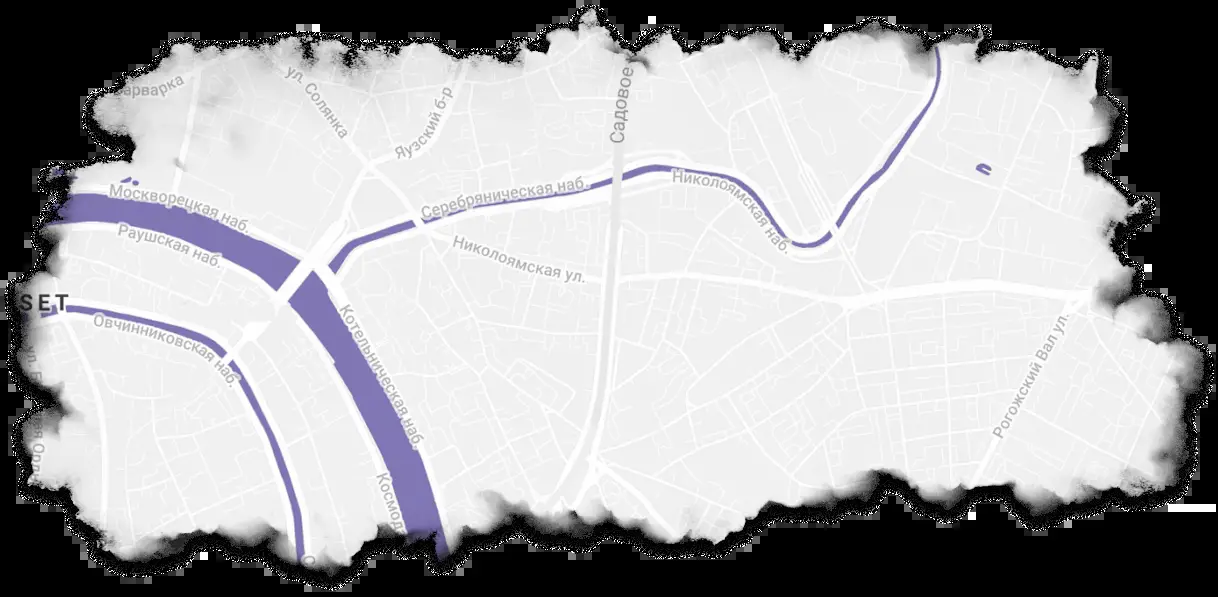 арварка
ул. Солянка
Яузский б-р
Садовое
Москворецкая наб.
Серебряническая наб.
Николоямская наб.
Раушская наб.
Николоямская ул.
SET
Овчинниковская наб.
Котельническая наб.
Рогожский Вал ул.
Космод